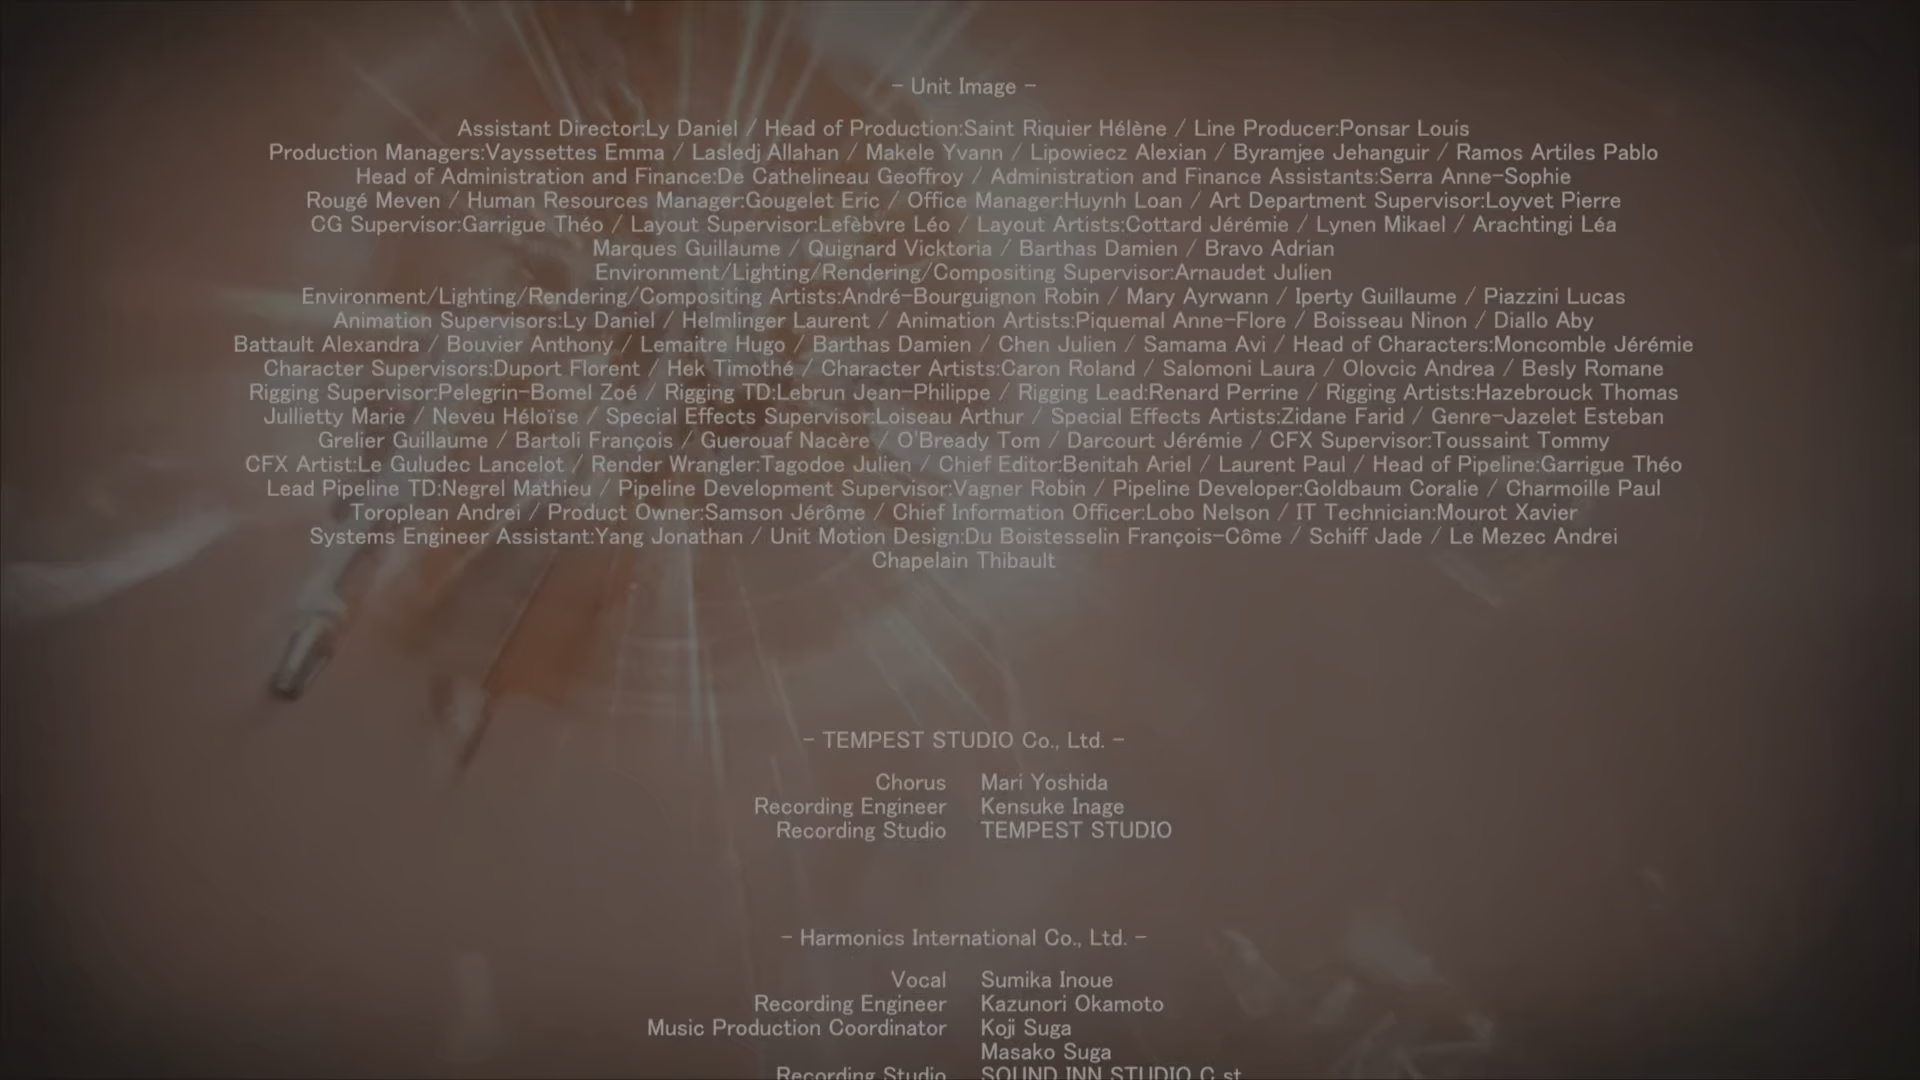 - Unit Image -
Assistant Director:Ly Daniel / Head of Production:Saint Riquier Hélène / Line Producer:Ponsar Louis
Production Managers:Vayssettes Emma / Lasledj Allahan / Makele Yvann / Lipowiecz Alexian / Byramjee Jehanguir / Ramos Artiles Pablo
Head of Administration and Finance:De Cathelineau Geoffroy / Administration and Finance Assistants:Serra Anne-Sophie
Rougé Meven / Human Resources Manager:Gougelet Eric / Office Manager:Huynh Loan / Art Department Supervisor:Loyvet Pierre
CG Supervisor:Garrigue Théo / Layout Supervisor:Lefèbvre Léo / Layout Artists:Cottard Jérémie / Lynen Mikael / Arachtingi Léa
Marques Guillaume / Quignard Vicktoria / Barthas Damien / Bravo Adrian
Environment/Lighting/Rendering/Compositing Supervisor:Arnaudet Julien
Environment/Lighting/Rendering/Compositing Artists:André-Bourguignon Robin / Mary Ayrwann / Iperty Guillaume / Piazzini Lucas
Animation Supervisors:Ly Daniel / Helmlinger Laurent / Animation Artists:Piquemal Anne-Flore / Boisseau Ninon / Diallo Aby
Battault Alexandra / Bouvier Anthony / Lemaitre Hugo / Barthas Damien / Chen Julien / Samama Avi / Head of Characters:Moncomble Jérémie
Character Supervisors:Duport Florent / Hek Timothé / Character Artists:Caron Roland / Salomoni Laura / Olovcic Andrea / Besly Romane
Rigging Supervisor:Pelegrin-Bomel Zoé / Rigging TD:Lebrun Jean-Philippe / Rigging Lead:Renard Perrine / Rigging Artists:Hazebrouck Thomas
Jullietty Marie / Neveu Héloïse / Special Effects Supervisor:Loiseau Arthur / Special Effects Artists:Zidane Farid / Genre-Jazelet Esteban
Grelier Guillaume / Bartoli François / Guerouaf Nacère / O'Bready Tom / Darcourt Jérémie / CFX Supervisor:Toussaint Tommy
CFX Artist:Le Guludec Lancelot / Render Wrangler:Tagodoe Julien / Chief Editor:Benitah Ariel / Laurent Paul / Head of Pipeline:Garrigue Théo
Lead Pipeline TD:Negrel Mathieu / Pipeline Development Supervisor:Vagner Robin / Pipeline Developer:Goldbaum Coralie / Charmoille Paul
Toroplean Andrei / Product Owner:Samson Jérôme / Chief Information Officer:Lobo Nelson / IT Technician:Mourot Xavier
Systems Engineer Assistant:Yang Jonathan / Unit Motion Design:Du Boistesselin François-Côme / Schiff Jade / Le Mezec Andrei
Chapelain Thibault
- TEMPEST STUDIO Co., Ltd. -
Chorus Mari Yoshida
Recording Engineer Kensuke Inage
Recording Studio TEMPEST STUDIO
- Harmonics International Co., Ltd. -
Vocal Sumika Inoue
Recording Engineer Kazunori Okamoto
Music Production Coordinator Koji Suga
Masako Suga
Recording Studio SOUND INN STUDIO C st